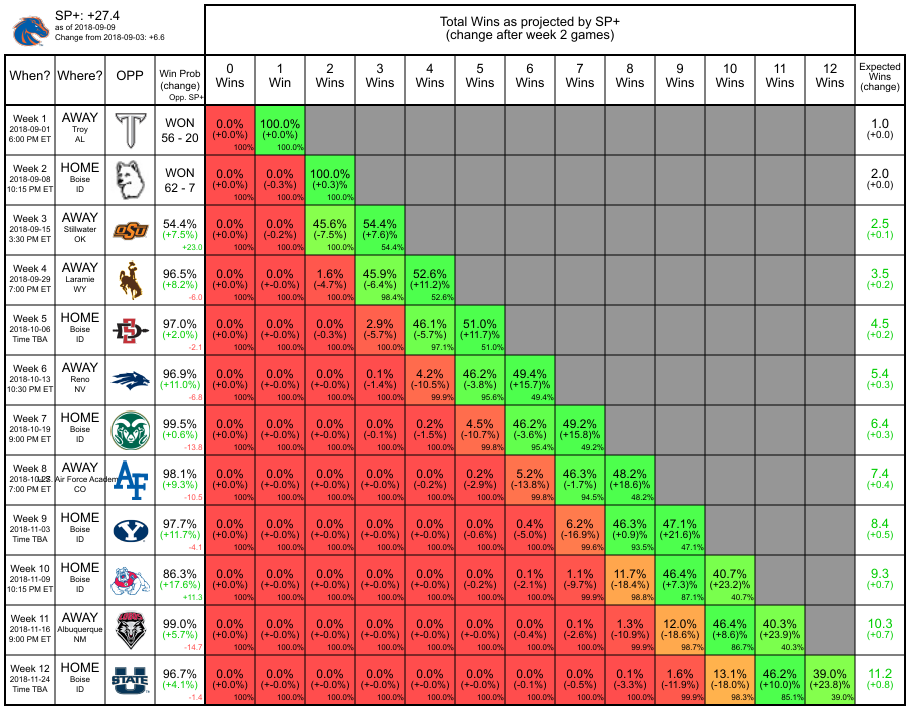 SP+: +27.4
as of 2018-09-09
Change from 2018-09-03: +6.6
Total Wins as projected by SP+
(change after week 2 games)
When? Where? OPP Win Prob (change) Opp. SP+ 0 Wins 1 Win 2 Wins 3 Wins 4 Wins 5 Wins 6 Wins 7 Wins 8 Wins 9 Wins 10 Wins 11 Wins 12 Wins Expected Wins (change)
Week 1 AWAY WON 0.0% 100.0% 1.0
2018-09-01 Troy T 56 - 20 (+0.0%) (+0.0%) (+0.0)
6:00 PM ET AL 100% 100.0%
Week 2 HOME WON 0.0% 0.0% 100.0% 2.0
2018-09-08 Boise 62 - 7 (+0.0%) (-0.3%) (+0.3)% (+0.0)
10:15 PM ET ID 100% 100.0% 100.0%
Week 3 AWAY 54.4% 0.0% 0.0% 45.6% 54.4% 2.5
2018-09-15 Stillwater OSU (+7.5%) (+0.0%) (-0.2%) (-7.5%) (+7.6)% (+0.1)
3:30 PM ET OK +23.0 100% 100.0% 100.0% 54.4%
Week 4 AWAY 96.5% 0.0% 0.0% 1.6% 45.9% 52.6% 3.5
2018-09-29 Laramie (+8.2%) (+0.0%) (+-0.0%) (-4.7%) (-6.4%) (+11.2)% (+0.2)
7:00 PM ET WY -6.0 100% 100.0% 100.0% 98.4% 52.6%
Week 5 HOME 97.0% 0.0% 0.0% 0.0% 2.9% 46.1% 51.0% 4.5
2018-10-06 Boise SD (+2.0%) (+0.0%) (+-0.0%) (-0.3%) (-5.7%) (-5.7%) (+11.7)% (+0.2)
Time TBA ID -2.1 100% 100.0% 100.0% 100.0% 97.1% 51.0%
Week 6 AWAY 96.9% 0.0% 0.0% 0.0% 0.1% 4.2% 46.2% 49.4% 5.4
2018-10-13 Reno (+11.0%) (+0.0%) (+-0.0%) (+-0.0%) (-1.4%) (-10.5%) (-3.8%) (+15.7)% (+0.3)
10:30 PM ET NV -6.8 100% 100.0% 100.0% 100.0% 99.9% 95.6% 49.4%
Week 7 HOME 99.5% 0.0% 0.0% 0.0% 0.0% 0.2% 4.5% 46.2% 49.2% 6.4
2018-10-19 Boise (+0.6%) (+0.0%) (+-0.0%) (+-0.0%) (-0.1%) (-1.5%) (-10.7%) (-3.6%) (+15.8)% (+0.3)
9:00 PM ET ID -13.8 100% 100.0% 100.0% 100.0% 100.0% 99.8% 95.4% 49.2%
Week 8 AWAY 98.1% 0.0% 0.0% 0.0% 0.0% 0.0% 0.2% 5.2% 46.3% 48.2% 7.4
Air Force Academy AF (+9.3%) (+0.0%) (+-0.0%) (+-0.0%) (+-0.0%) (-0.2%) (-2.9%) (-13.8%) (-1.7%) (+18.6)% (+0.4)
7:00 PM ET CO -10.5 100% 100.0% 100.0% 100.0% 100.0% 100.0% 99.8% 94.5% 48.2%
Week 9 HOME 97.7% 0.0% 0.0% 0.0% 0.0% 0.0% 0.0% 0.4% 6.2% 46.3% 47.1% 8.4
2018-11-03 Boise Y (+11.7%) (+0.0%) (+-0.0%) (+-0.0%) (+-0.0%) (+-0.0%) (-0.6%) (-5.0%) (-16.9%) (+0.9)% (+21.6)% (+0.5)
Time TBA ID -4.1 100% 100.0% 100.0% 100.0% 100.0% 100.0% 100.0% 99.6% 93.5% 47.1%
Week 10 HOME 86.3% 0.0% 0.0% 0.0% 0.0% 0.0% 0.0% 0.1% 1.1% 11.7% 46.4% 40.7% 9.3
2018-11-09 Boise (+17.6%) (+0.0%) (+-0.0%) (+-0.0%) (+-0.0%) (+-0.0%) (-0.2%) (-2.1%) (-9.7%) (-18.4%) (+7.3)% (+23.2)% (+0.7)
10:15 PM ET ID +11.3 100% 100.0% 100.0% 100.0% 100.0% 100.0% 100.0% 99.9% 98.8% 87.1% 40.7%
Week 11 AWAY 99.0% 0.0% 0.0% 0.0% 0.0% 0.0% 0.0% 0.0% 0.1% 1.3% 12.0% 46.4% 40.3% 10.3
2018-11-16 Albuquerque (+5.7%) (+0.0%) (+-0.0%) (+-0.0%) (+-0.0%) (+-0.0%) (+-0.0%) (-0.1%) (-2.6%) (-10.9%) (-18.6%) (+8.6)% (+23.9)% (+0.7)
9:00 PM ET NM -14.7 100% 100.0% 100.0% 100.0% 100.0% 100.0% 100.0% 100.0% 99.9% 98.7% 86.7% 40.3%
Week 12 HOME 96.7% 0.0% 0.0% 0.0% 0.0% 0.0% 0.0% 0.0% 0.0% 0.1% 1.6% 13.1% 46.2% 39.0% 11.2
2018-11-24 Boise U STATE (+4.1%) (+0.0%) (+-0.0%) (+-0.0%) (+-0.0%) (+-0.0%) (+-0.0%) (-0.1%) (-0.5%) (-3.3%) (-11.9%) (-18.0%) (+10.0)% (+23.8)% (+0.8)
Time TBA ID -1.4 100% 100.0% 100.0% 100.0% 100.0% 100.0% 100.0% 100.0% 100.0% 99.9% 98.3% 85.1% 39.0%